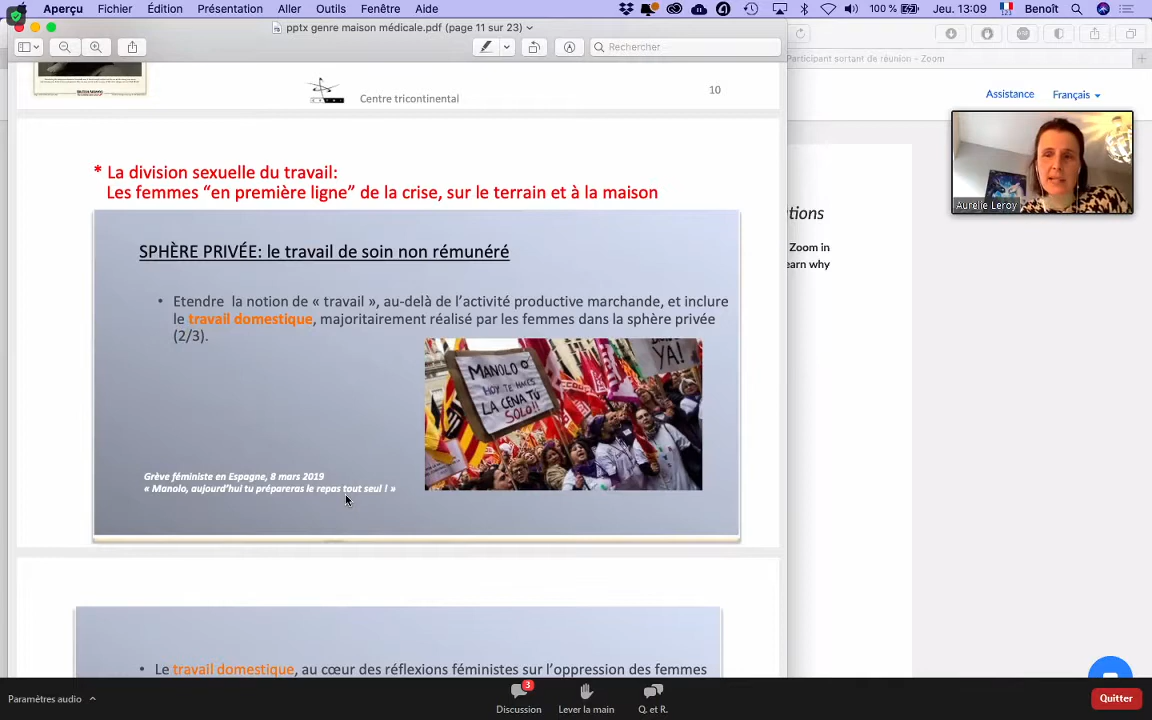 Aperçu Fichier Édition Présentation Aller Outils Fenêtre Aide 100 % Jeu. 13:09 Benoît
pptx genre maison médicale.pdf (page 11 sur 23)
Rechercher
Participant sortant de réunion - Zoom
Centre tricontinental 10
Assistance Français
* La division sexuelle du travail:
Les femmes “en première ligne” de la crise, sur le terrain et à la maison
Aurélie Leroy
tions
Zoom in
earn why
SPHÈRE PRIVÉE: le travail de soin non rémunéré
• Etendre la notion de « travail », au-delà de l’activité productive marchande, et inclure
le travail domestique, majoritairement réalisé par les femmes dans la sphère privée
(2/3).
YA!
MANOLO
HOY TE HACES
LA CENA TÚ
SOLO!!
Grève féministe en Espagne, 8 mars 2019
« Manolo, aujourd’hui tu prépareras le repas tout seul ! »
• Le travail domestique, au cœur des réflexions féministes sur l’oppression des femmes
Paramètres audio
3
Discussion Lever la main Q. et R. Quitter